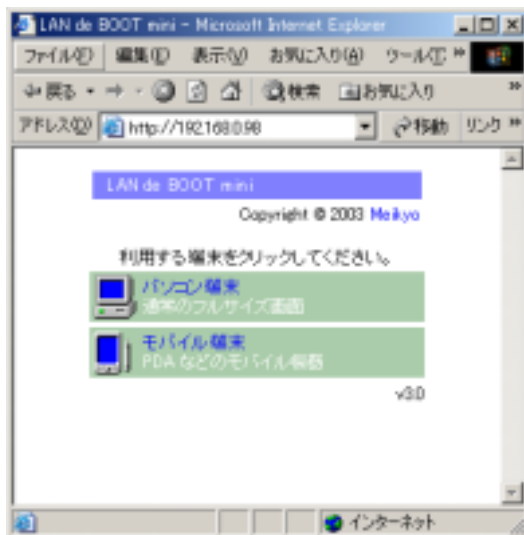 LAN de BOOT mini - Microsoft Internet Explorer
ファイル(F) 編集(E) 表示(V) お気に入り(A) ツール(T) »
戻る 検索 お気に入り »
アドレス(D) http://192.168.0.98 移動 リンク »
LAN de BOOT mini
Copyright © 2003 Meikyo
利用する端末をクリックしてください。
パソコン端末
通常のフルサイズ画面
モバイル端末
PDA などのモバイル機器
v3.0
インターネット